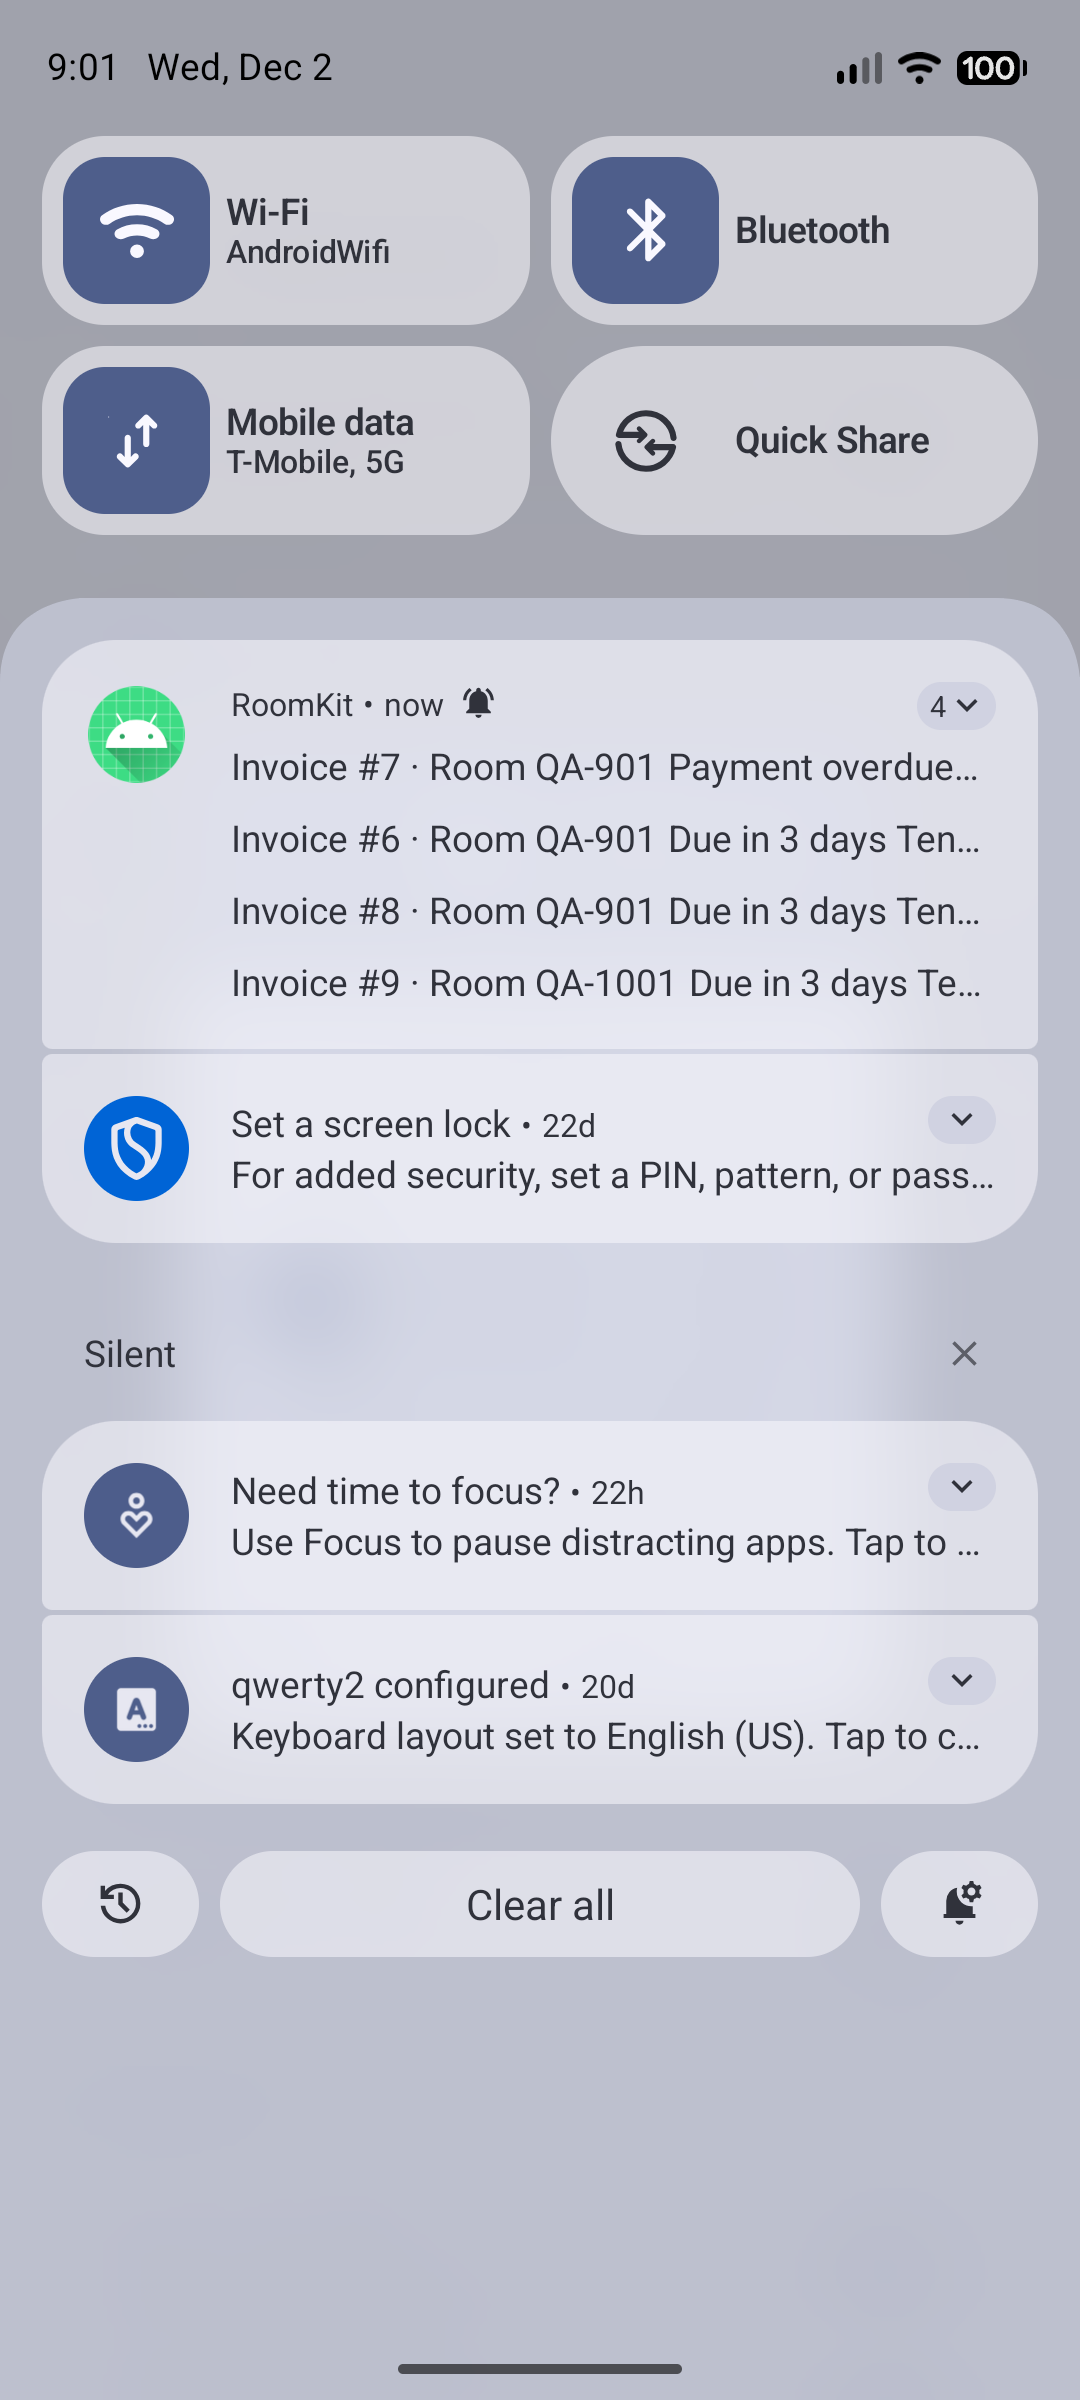 9:01 Wed, Dec 2
100
Wi-Fi
AndroidWifi
Bluetooth
Mobile data
T-Mobile, 5G
Quick Share
RoomKit • now
4
Invoice #7 · Room QA-901 Payment overdue…
Invoice #6 · Room QA-901 Due in 3 days Ten…
Invoice #8 · Room QA-901 Due in 3 days Ten…
Invoice #9 · Room QA-1001 Due in 3 days Te…
Set a screen lock • 22d
For added security, set a PIN, pattern, or pass…
Silent
Need time to focus? • 22h
Use Focus to pause distracting apps. Tap to …
qwerty2 configured • 20d
Keyboard layout set to English (US). Tap to c…
Clear all